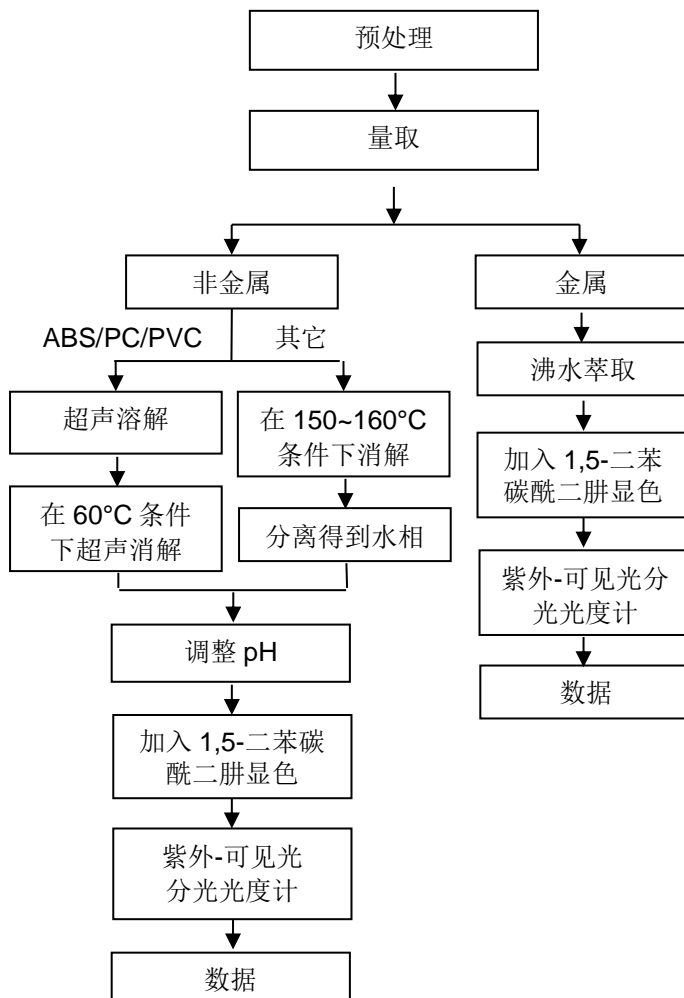 预处理
量取
非金属
金属
ABS/PC/PVC
其它
沸水萃取
超声溶解
在 150~160°C
条件下消解
加入 1,5-二苯
碳酰二肼显色
在 60°C 条件
下超声消解
分离得到水相
紫外-可见光分
光光度计
调整 pH
数据
加入 1,5-二苯碳
酰二肼显色
紫外-可见光
分光光度计
数据